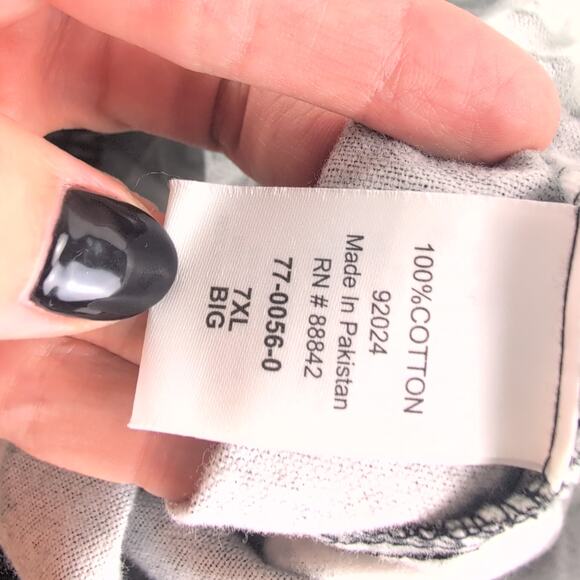 100%COTTON
92024
Made In Pakistan
RN # 88842
77-0056-0
7XL
BIG